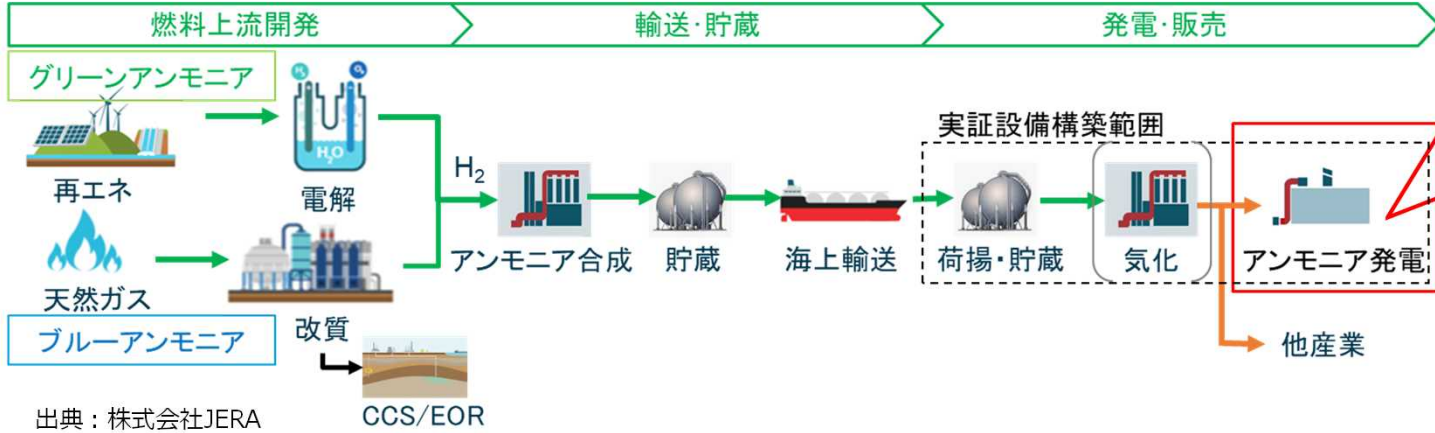 燃料上流開発
輸送・貯蔵
発電・販売
グリーンアンモニア
H₂
O₂
H₂O
再エネ
電解
H₂
実証設備構築範囲
アンモニア合成
貯蔵
海上輸送
荷揚・貯蔵
気化
アンモニア発電
天然ガス
改質
ブルーアンモニア
他産業
CCS/EOR
出典：株式会社JERA